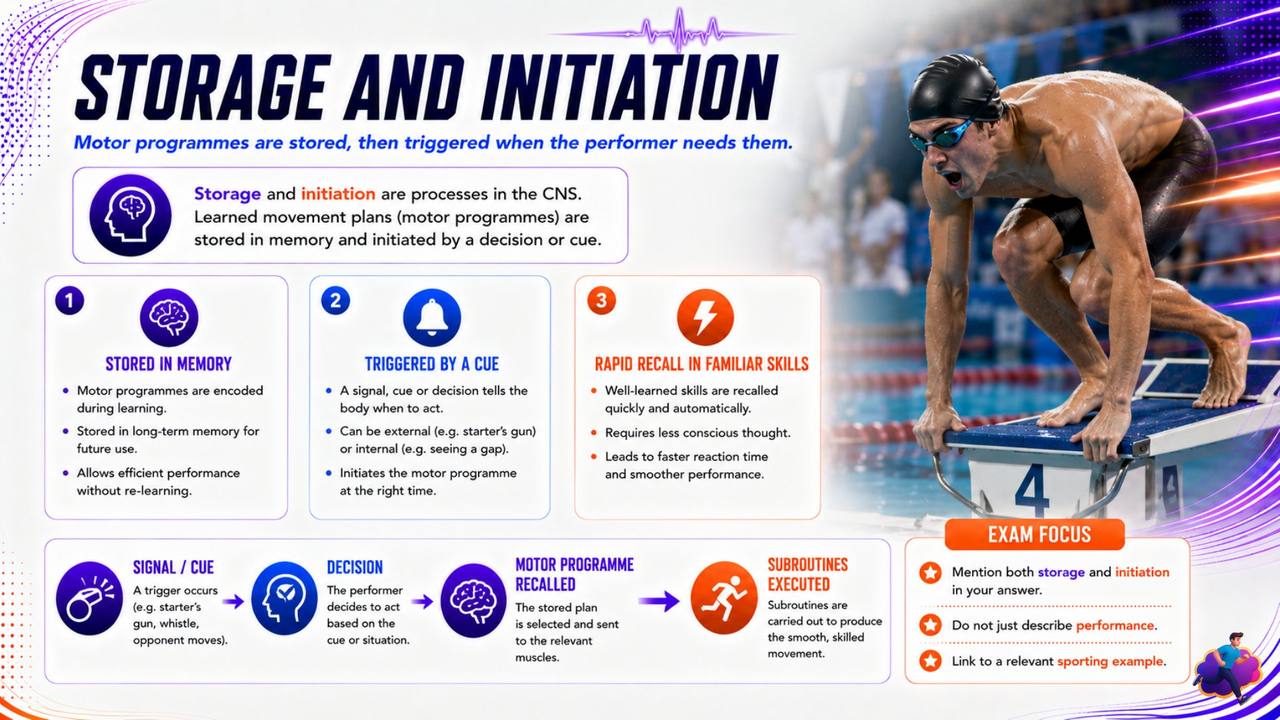 STORAGE AND INITIATION
Motor programmes are stored, then triggered when the performer needs them.
Storage and initiation are processes in the CNS.
Learned movement plans (motor programmes) are
stored in memory and initiated by a decision or cue.
1
STORED IN MEMORY
• Motor programmes are encoded
during learning.
• Stored in long-term memory for
future use.
• Allows efficient performance
without re-learning.
2
TRIGGERED BY A CUE
• A signal, cue or decision tells the
body when to act.
• Can be external (e.g. starter's gun)
or internal (e.g. seeing a gap).
• Initiates the motor programme
at the right time.
3
RAPID RECALL IN FAMILIAR SKILLS
• Well-learned skills are recalled
quickly and automatically.
• Requires less conscious thought.
• Leads to faster reaction time
and smoother performance.
4
SIGNAL / CUE
A trigger occurs
(e.g. starter's
gun, whistle,
opponent moves).
DECISION
The performer
decides to act
based on the
cue or situation.
MOTOR PROGRAMME
RECALLED
The stored plan
is selected and sent
to the relevant
muscles.
SUBROUTINES
EXECUTED
Subroutines are
carried out to produce
the smooth, skilled
movement.
EXAM FOCUS
Mention both storage and initiation
in your answer.
Do not just describe performance.
Link to a relevant sporting example.